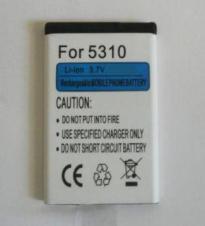 For 5310
Li-ion 3.7V
Rechargeable MOBILE PHONE BATTERY
CAUTION:
• DO NOT PUT INTO FIRE
• USE SPECIFIED CHARGER ONLY
• DO NOT SHORT CIRCUIT BATTERY
CE